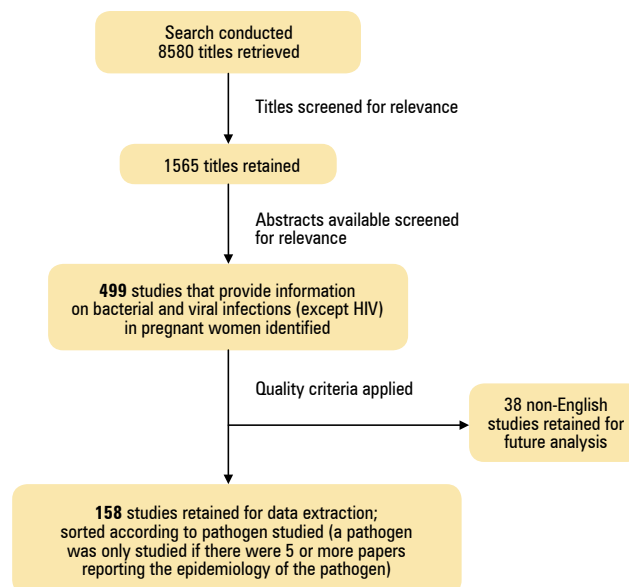 Search conducted
8580 titles retrieved
Titles screened for relevance
1565 titles retained
Abstracts available screened
for relevance
499 studies that provide information
on bacterial and viral infections (except HIV)
in pregnant women identified
Quality criteria applied
38 non-English
studies retained for
future analysis
158 studies retained for data extraction;
sorted according to pathogen studied (a pathogen
was only studied if there were 5 or more papers
reporting the epidemiology of the pathogen)